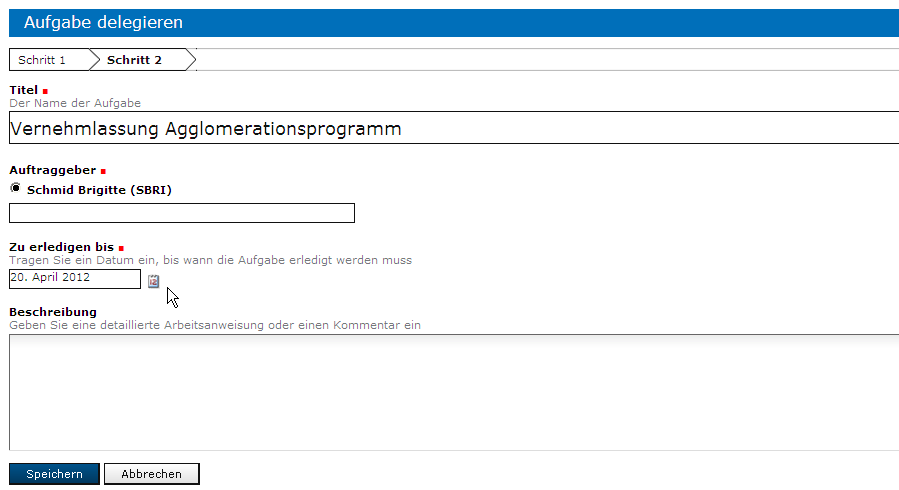 Aufgabe delegieren
Schritt 1 Schritt 2
Titel
Der Name der Aufgabe
Vernehmlassung Agglomerationsprogramm
Auftraggeber
Schmid Brigitte (SBRI)
Zu erledigen bis
Tragen Sie ein Datum ein, bis wann die Aufgabe erledigt werden muss
20. April 2012
Beschreibung
Geben Sie eine detaillierte Arbeitsanweisung oder einen Kommentar ein
Speichern Abbrechen